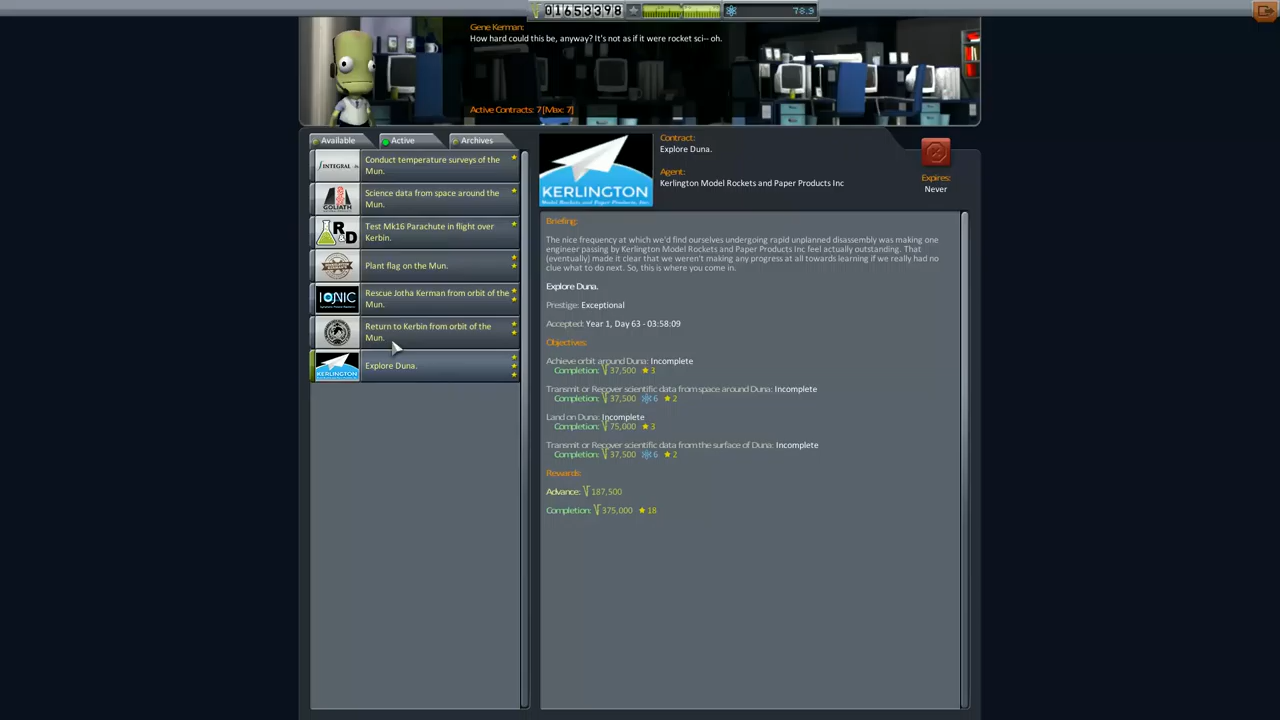 01653398
78.9
Gene Kerman:
How hard could this be, anyway? It's not as if it were rocket sci-- oh.
Active Contracts: 7 [Max: 7]
Available
Active
Archives
INTEGRAL
Conduct temperature surveys of the
Mun.
GOLIATH
Science data from space around the
Mun.
R&D
Test Mk16 Parachute in flight over
Kerbin.
Plant flag on the Mun.
IONIC
Rescue Jotha Kerman from orbit of the
Mun.
Return to Kerbin from orbit of the
Mun.
KERLINGTON
Explore Duna.
KERLINGTON
Model Rockets and Paper Products, Inc.
Contract:
Explore Duna.
Agent:
Kerlington Model Rockets and Paper Products Inc
Expires:
Never
Briefing:
The nice frequency at which we'd find ourselves undergoing rapid unplanned disassembly was making one
engineer passing by Kerlington Model Rockets and Paper Products Inc feel actually outstanding. That
(eventually) made it clear that we weren't making any progress at all towards learning if we really had no
clue what to do next. So, this is where you come in.
Explore Duna.
Prestige: Exceptional
Accepted: Year 1, Day 63 - 03:58:09
Objectives:
Achieve orbit around Duna: Incomplete
Completion: 37,500 3
Transmit or Recover scientific data from space around Duna: Incomplete
Completion: 37,500 6 2
Land on Duna: Incomplete
Completion: 75,000 3
Transmit or Recover scientific data from the surface of Duna: Incomplete
Completion: 37,500 6 2
Rewards:
Advance: 187,500
Completion: 375,000 18